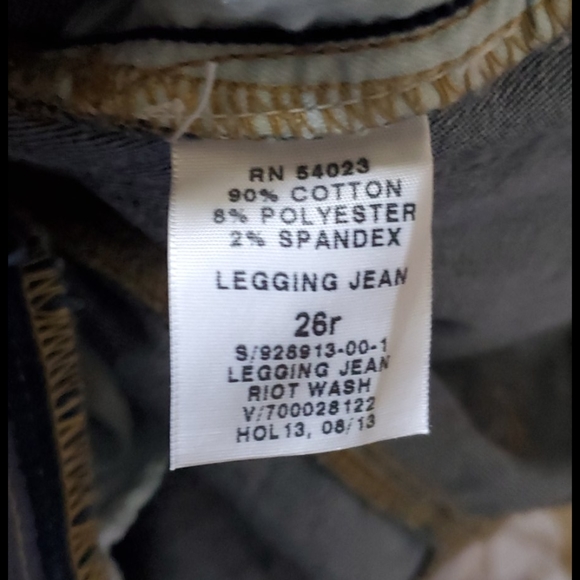 RN 54023
90% COTTON
8% POLYESTER
2% SPANDEX
LEGGING JEAN
26r
S/928913-00-1
LEGGING JEAN
RIOT WASH
V/700028122
HOL13, 08/13